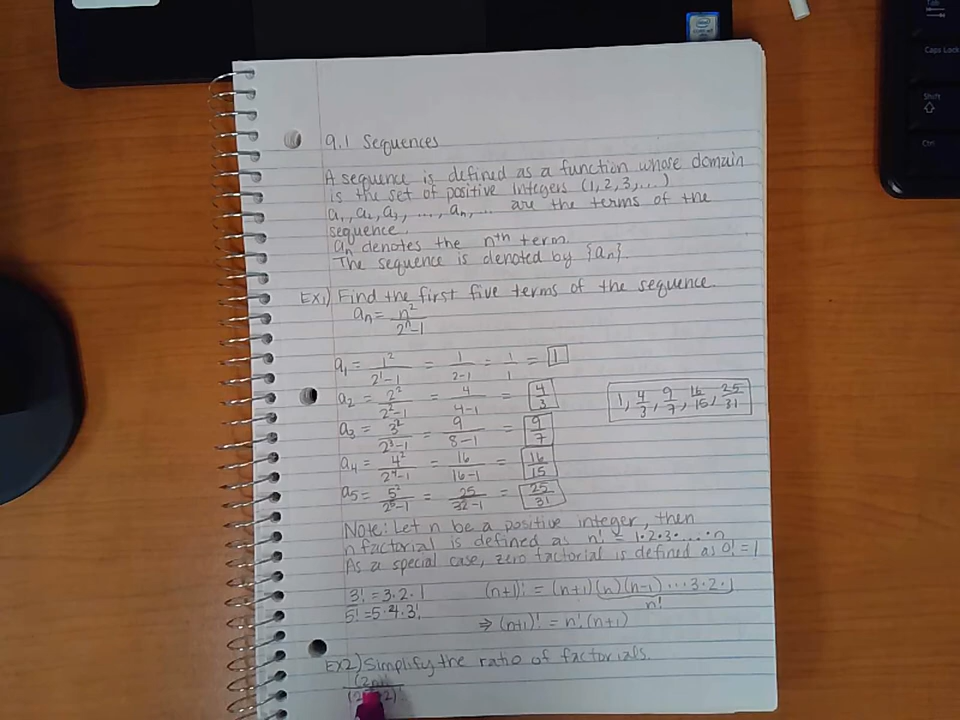 9.1 Sequences
A sequence is defined as a function whose domain
is the set of positive integers (1, 2, 3, ...)
a₁, a₂, a₃, ...., aₙ, ... are the terms of the
sequence.
aₙ denotes the nth term.
The sequence is denoted by {aₙ}.
Ex1) Find the first five terms of the sequence.
aₙ = n²/(2ⁿ-1)
a₁ = 1²/(2¹-1) = 1/(2-1) = 1/1 = 1
a₂ = 2²/(2²-1) = 4/(4-1) = 4/3
1, 4/3, 9/7, 16/15, 25/31
a₃ = 3²/(2³-1) = 9/(8-1) = 9/7
a₄ = 4²/(2⁴-1) = 16/(16-1) = 16/15
a₅ = 5²/(2⁵-1) = 25/(32-1) = 25/31
Note: Let n be a positive integer, then
n factorial is defined as n! = 1·2·3·....·n
As a special case, zero factorial is defined as 0! = 1
3! = 3·2·1
(n+1)! = (n+1)(n)(n-1)...3·2·1
n!
5! = 5·4·3!
⇒ (n+1)! = n!(n+1)
Ex2) Simplify the ratio of factorials.
Tab
Caps Lock
Shift
Ctrl
intel